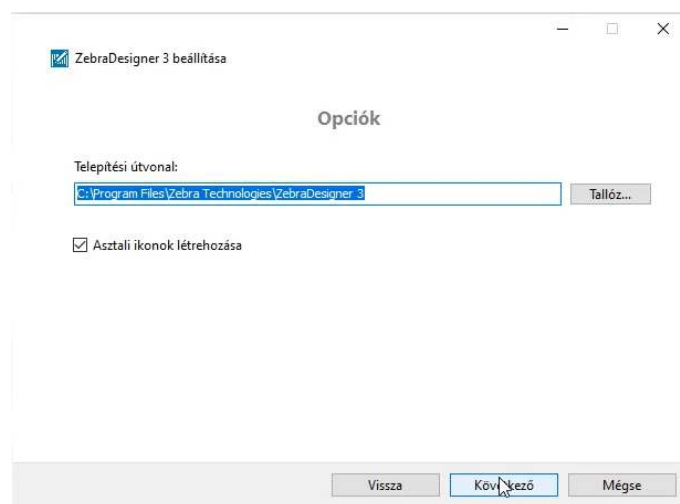 ZebraDesigner 3 beállítása
Opciók
Telepítési útvonal:
C:\Program Files\Zebra Technologies\ZebraDesigner 3
Tallóz...
Asztali ikonok létrehozása
Vissza
Következő
Mégse